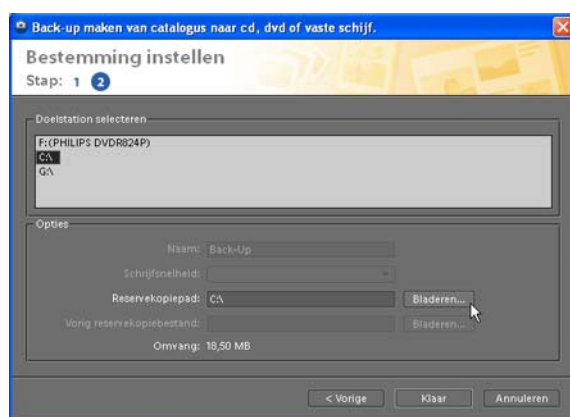 Back-up maken van catalogus naar cd, dvd of vaste schijf.
Bestemming instellen
Stap: 1 2
Doelstation selecteren
F:(PHILIPS DVDR824P)
C:\
G:\
Opties
Naam: Back-Up
Schrijfsnelheid:
Reservekopiepad: C:\ Bladeren...
Vorig reservekopiebestand: Bladeren...
Omvang: 18,50 MB
< Vorige Klaar Annuleren